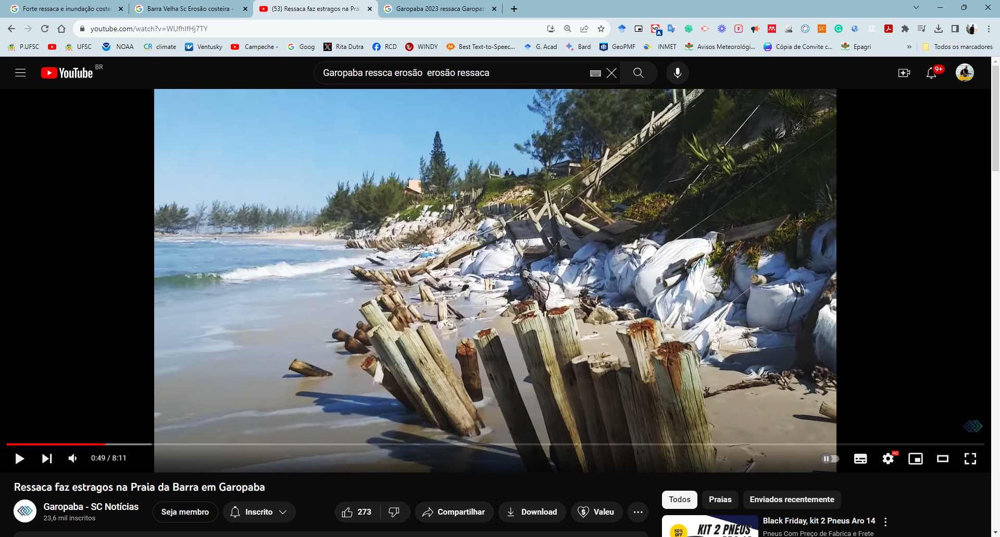 Forte ressaca e inundação coste
Barra Velha Sc Erosão costeira -
(53) Ressaca faz estragos na Pra
Garopaba 2023 ressaca Garopab
youtube.com/watch?v=WUfhIfHj7TY
P.UFSC
UFSC
NOAA
CR climate
Ventusky
Campeche -
Goog
Rita Dutra
RCD
WINDY
Best Text-to-Speec...
G. Acad
Bard
GeoPMF
INMET
Avisos Meteorológi...
Cópia de Convite c...
Epagri
»
Todos os marcadores
YouTube BR
Garopaba ressca erosão  erosão ressaca
9+
0:49 / 8:11
HD
Ressaca faz estragos na Praia da Barra em Garopaba
Garopaba - SC Notícias
23,6 mil inscritos
Seja membro
Inscrito
273
Compartilhar
Download
Valeu
Todos
Praias
Enviados recentemente
50% OFF
KIT 2 PNEUS
Black Friday, kit 2 Pneus Aro 14
Pneus Com Preço de Fabrica e Frete